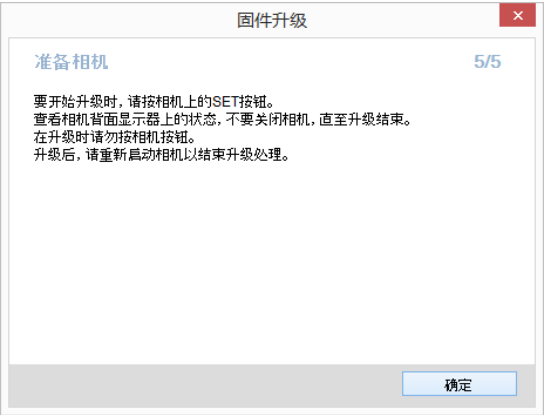 固件升级
准备相机 5/5
要开始升级时, 请按相机上的SET按钮。
查看相机背面显示器上的状态, 不要关闭相机, 直至升级结束。
在升级时请勿按相机按钮。
升级后, 请重新启动相机以结束升级处理。
确定